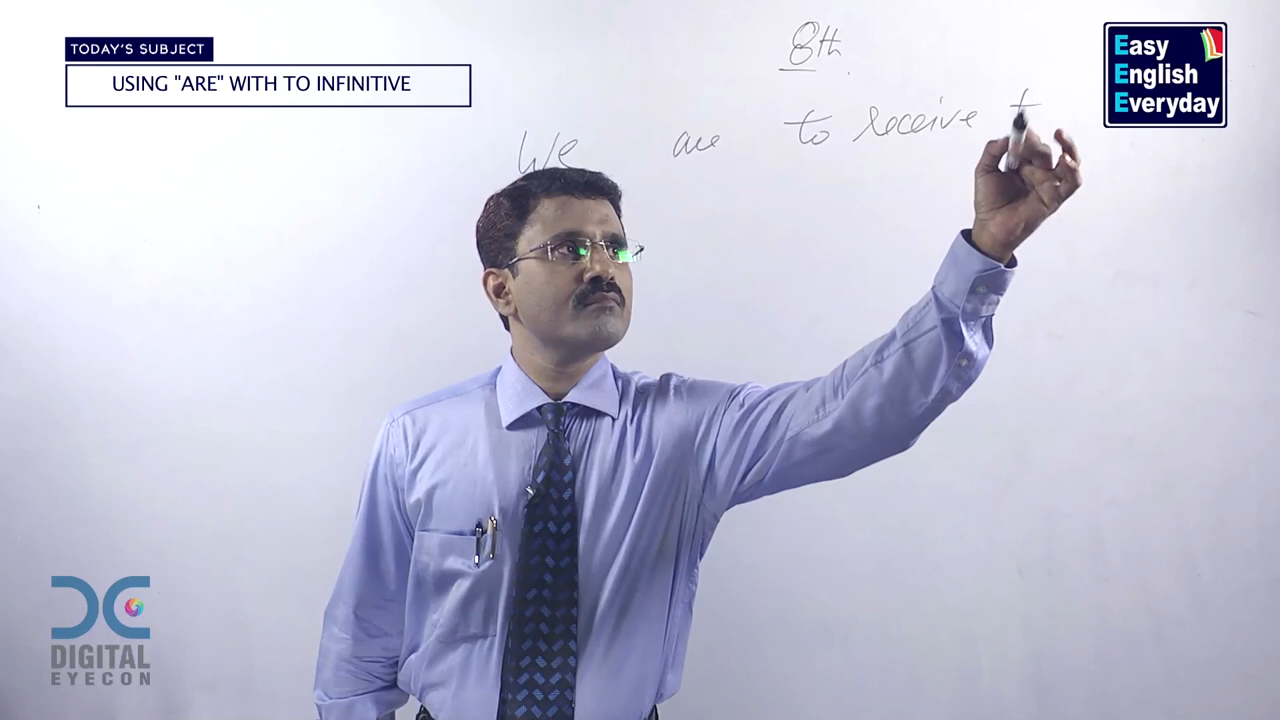 TODAY'S SUBJECT
USING "ARE" WITH TO INFINITIVE
8th
We are to receive t
Easy
English
Everyday
DIGITAL
EYECON